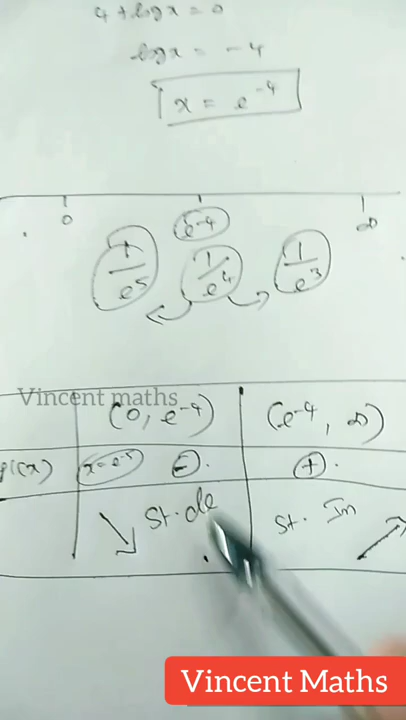 4 + log x = 0
log x = -4
x = e^-4
0 e^-4 ∞
1/e^5 1/e^4 1/e^3
Vincent maths
(0, e^-4) (e^-4, ∞)
(x) x = e^-5 - . + .
St. de St. In
Vincent Maths